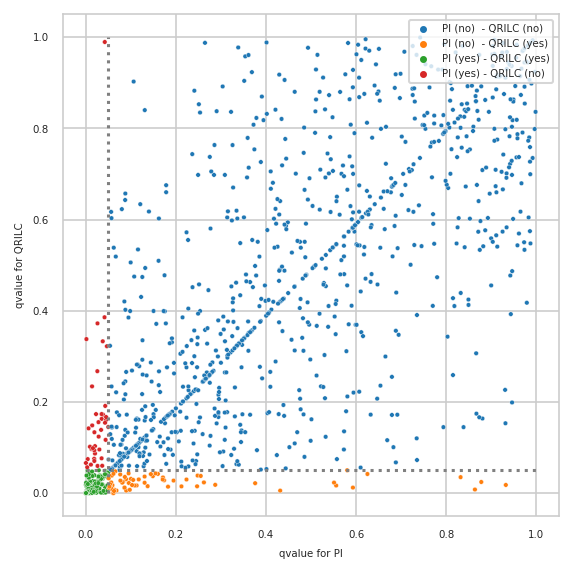 PI (no)  - QRILC (no)
PI (no)  - QRILC (yes)
PI (yes) - QRILC (yes)
PI (yes) - QRILC (no)
1.0
0.8
0.6
0.4
0.2
0.0
qvalue for QRILC
0.0 0.2 0.4 0.6 0.8 1.0
qvalue for PI